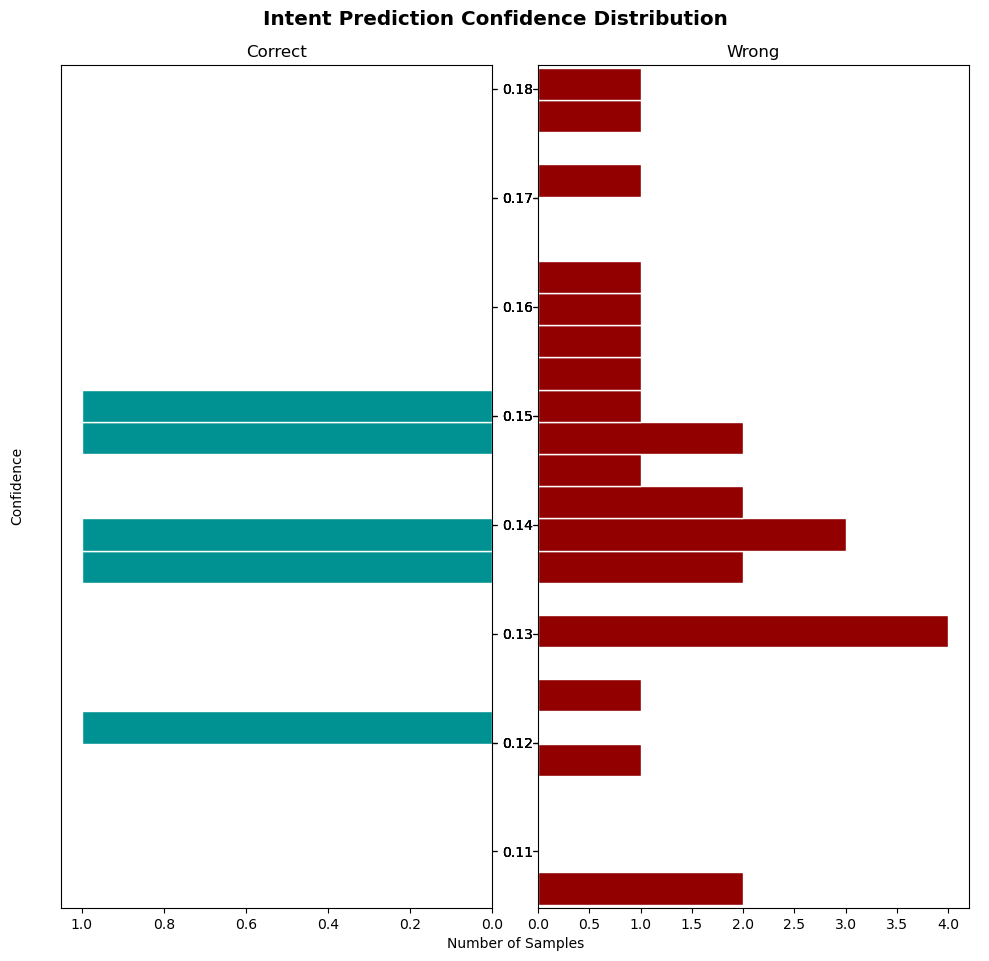 Intent Prediction Confidence Distribution
Correct
Wrong
Confidence
0.18
0.17
0.16
0.15
0.14
0.13
0.12
0.11
1.0 0.8 0.6 0.4 0.2 0.0
0.0 0.5 1.0 1.5 2.0 2.5 3.0 3.5 4.0
Number of Samples